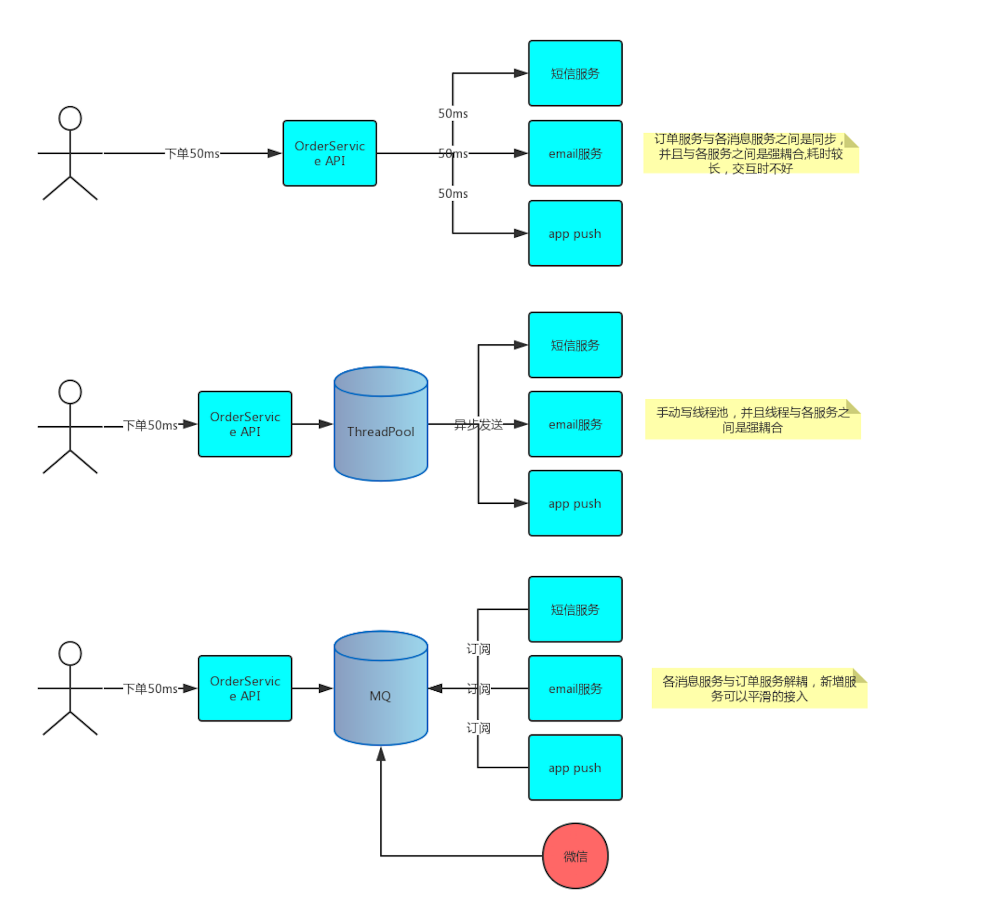 短信服务
50ms
下单50ms
OrderServic
e API
50ms
email服务
订单服务与各消息服务之间是同步，
并且与各服务之间是强耦合,耗时较
长，交互时不好
50ms
app push
短信服务
下单50ms
OrderServic
e API
ThreadPool
异步发送
email服务
手动写线程池，并且线程与各服务之
间是强耦合
app push
短信服务
订阅
下单50ms
OrderServic
e API
MQ
订阅
email服务
各消息服务与订单服务解耦，新增服
务可以平滑的接入
订阅
app push
微信